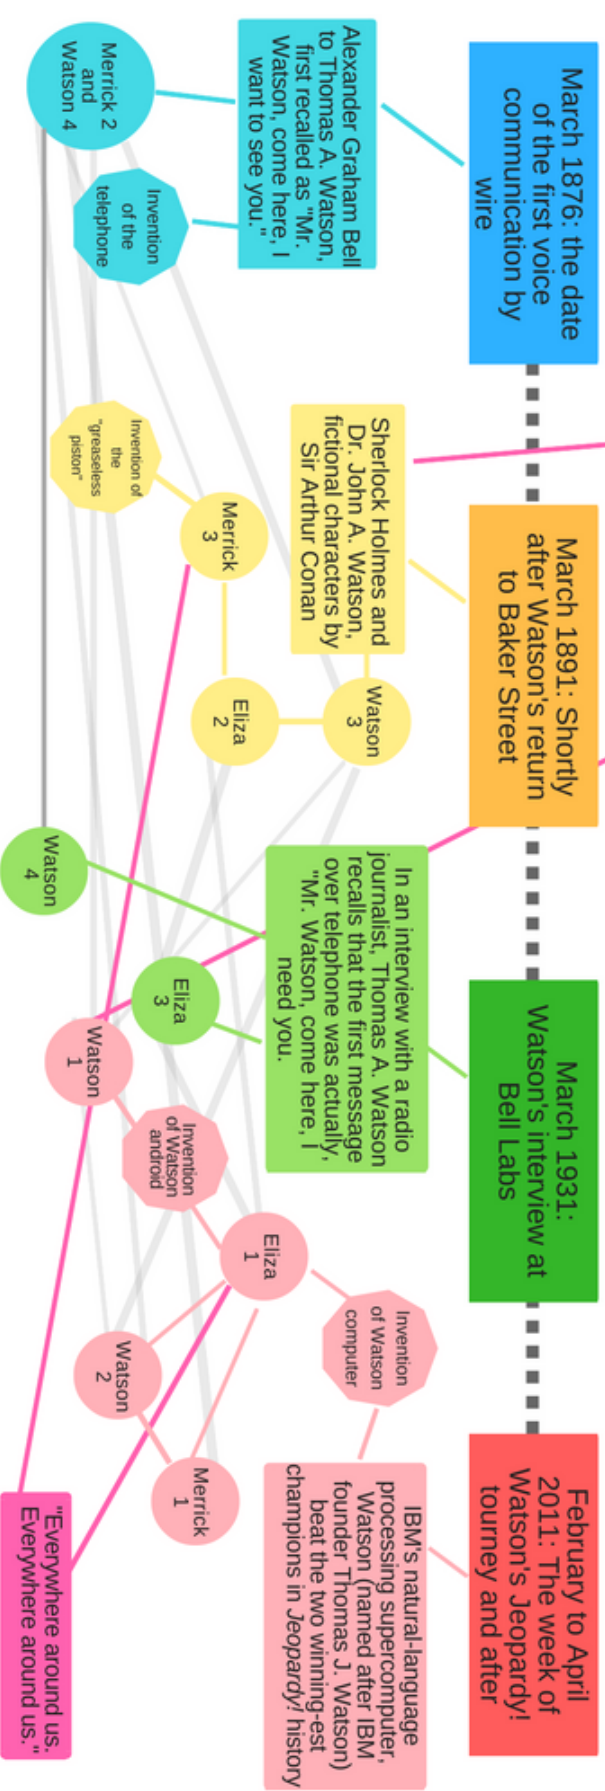 March 1876: the date
of the first voice
communication by
wire
March 1891: Shortly
after Watson's return
to Baker Street
March 1931:
Watson's interview at
Bell Labs
February to April
2011: The week of
Watson's Jeopardy!
tourney and after
Alexander Graham Bell
to Thomas A. Watson,
first recalled as "Mr.
Watson, come here, I
want to see you."
Sherlock Holmes and
Dr. John A. Watson,
fictional characters by
Sir Arthur Conan
In an interview with a radio
journalist, Thomas A. Watson
recalls that the first message
over telephone was actually,
"Mr. Watson, come here, I
need you.
IBM's natural-language
processing supercomputer,
Watson (named after IBM
founder Thomas J. Watson)
beat the two winning-est
champions in Jeopardy! history
Merrick 2
and
Watson 4
Invention
of the
telephone
Invention of
the
"greaseless
piston"
Merrick
3
Eliza
2
Watson
3
Watson
4
Eliza
3
Watson
1
Invention
of Watson
android
Eliza
1
Invention
of Watson
computer
Watson
2
Merrick
1
"Everywhere around us.
Everywhere around us."